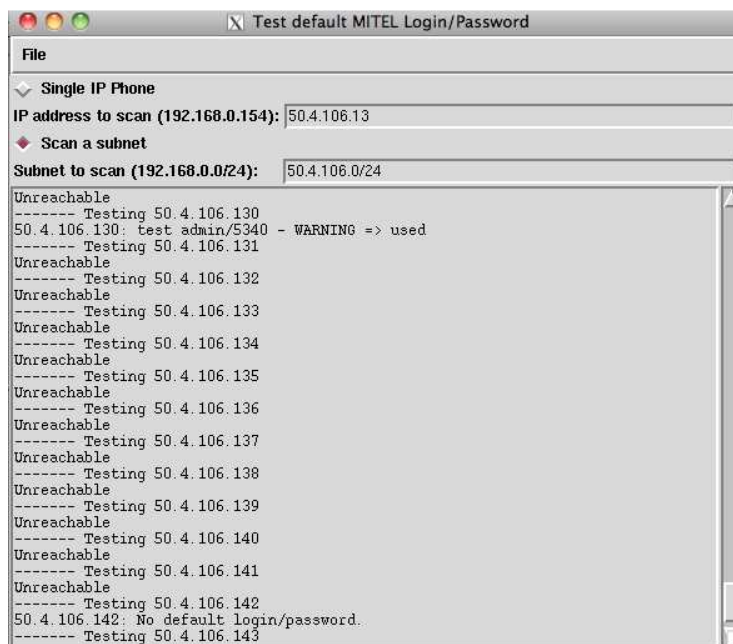 Test default MITEL Login/Password
File
Single IP Phone
IP address to scan (192.168.0.154): 50.4.106.13
Scan a subnet
Subnet to scan (192.168.0.0/24): 50.4.106.0/24
Unreachable
------- Testing 50.4.106.130
50.4.106.130: test admin/5340 - WARNING => used
------- Testing 50.4.106.131
Unreachable
------- Testing 50.4.106.132
Unreachable
------- Testing 50.4.106.133
Unreachable
------- Testing 50.4.106.134
Unreachable
------- Testing 50.4.106.135
Unreachable
------- Testing 50.4.106.136
Unreachable
------- Testing 50.4.106.137
Unreachable
------- Testing 50.4.106.138
Unreachable
------- Testing 50.4.106.139
Unreachable
------- Testing 50.4.106.140
Unreachable
------- Testing 50.4.106.141
Unreachable
------- Testing 50.4.106.142
50.4.106.142: No default login/password.
------- Testing 50.4.106.143